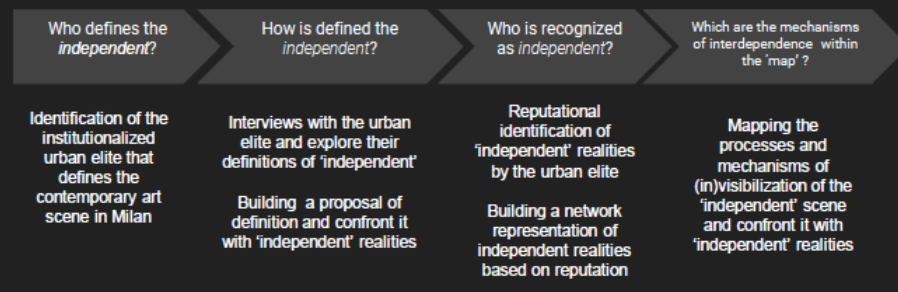 Who defines the
independent?
How is defined the
independent?
Who is recognized
as independent?
Which are the mechanisms
of interdependence within
the 'map' ?
Identification of the
institutionalized
urban elite that
defines the
contemporary art
scene in Milan
Interviews with the urban
elite and explore their
definitions of 'independent'
Building a proposal of
definition and confront it
with 'independent' realities
Reputational
identification of
'independent' realities
by the urban elite
Building a network
representation of
independent realities
based on reputation
Mapping the
processes and
mechanisms of
(in)visibilization of the
'independent' scene
and confront it with
'independent' realities